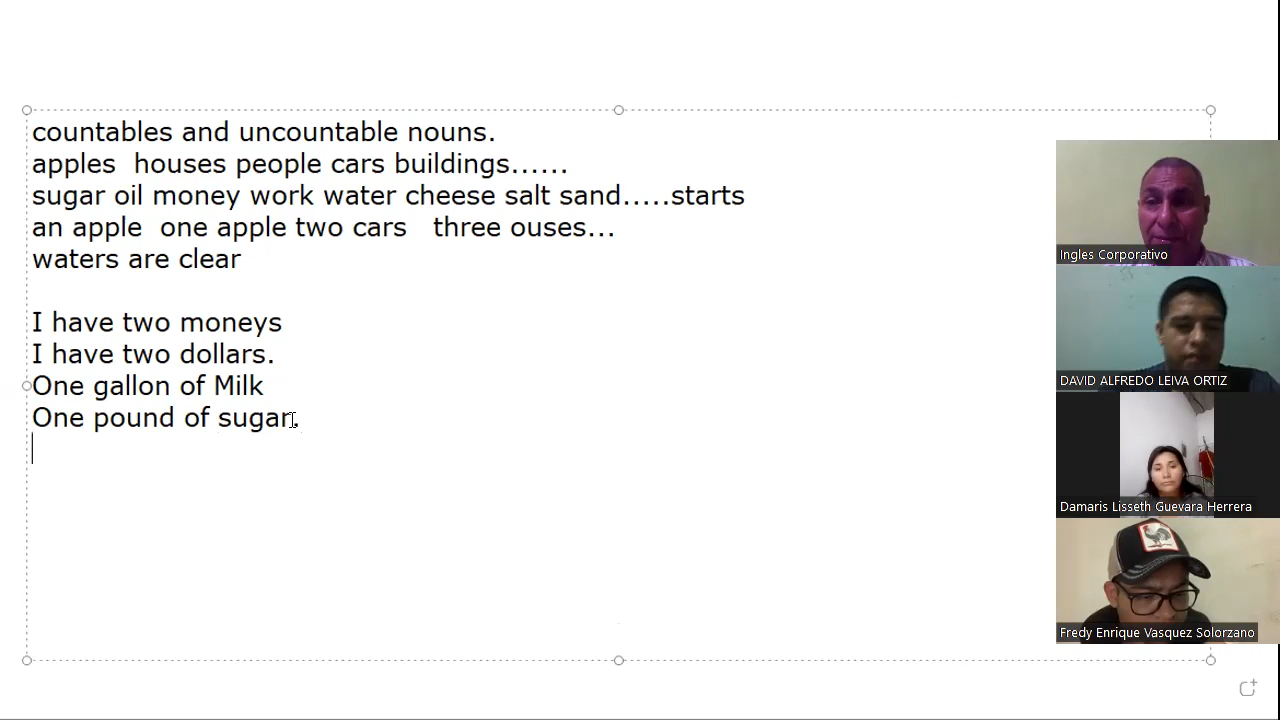 countables and uncountable nouns.
apples  houses people cars buildings......
sugar oil money work water cheese salt sand.....starts
an apple  one apple two cars   three ouses...
waters are clear
I have two moneys
I have two dollars.
One gallon of Milk
One pound of sugar.
Ingles Corporativo
DAVID ALFREDO LEIVA ORTIZ
Damaris Lisseth Guevara Herrera
Fredy Enrique Vasquez Solorzano